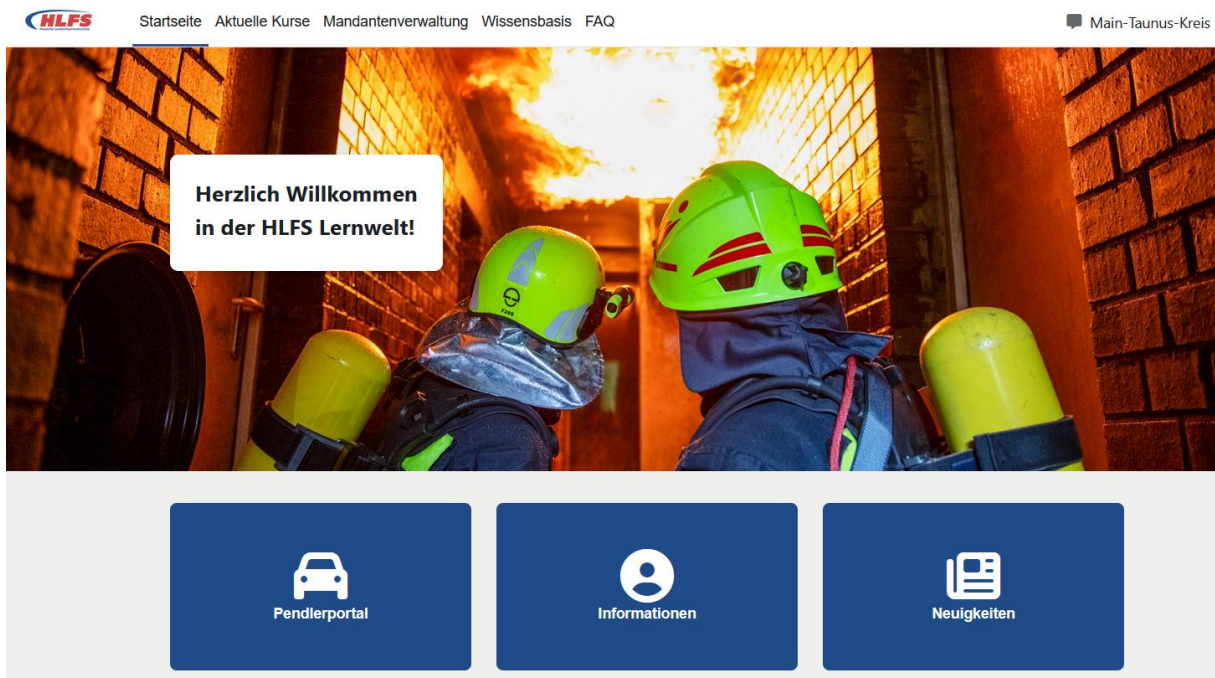 HLFS
Startseite Aktuelle Kurse Mandantenverwaltung Wissensbasis FAQ
Main-Taunus-Kreis
Herzlich Willkommen
in der HLFS Lernwelt!
Pendlerportal
Informationen
Neuigkeiten